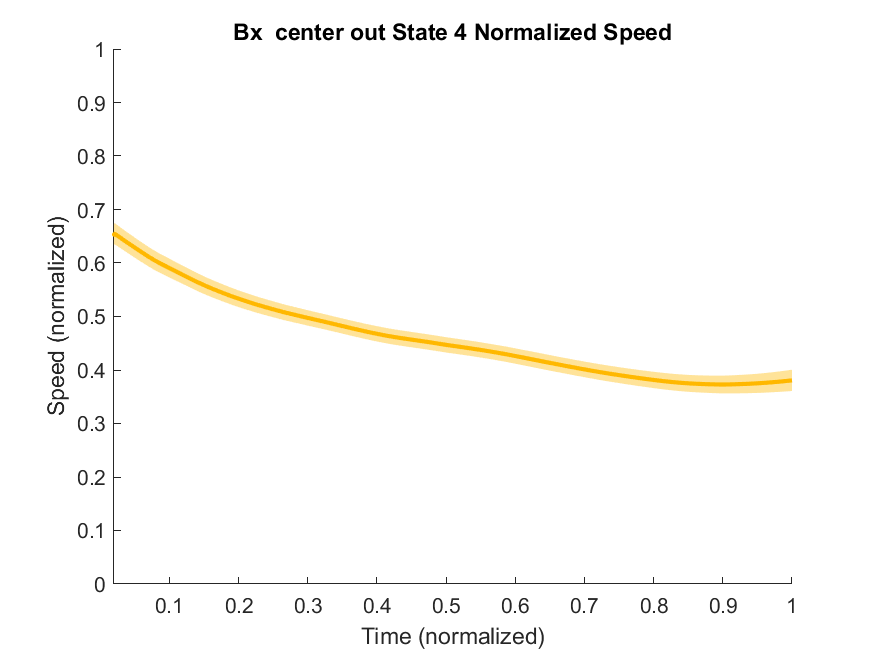 Bx  center out State 4 Normalized Speed
1
0.9
0.8
0.7
0.6
0.5
0.4
0.3
0.2
0.1
0
Speed (normalized)
0.1 0.2 0.3 0.4 0.5 0.6 0.7 0.8 0.9 1
Time (normalized)